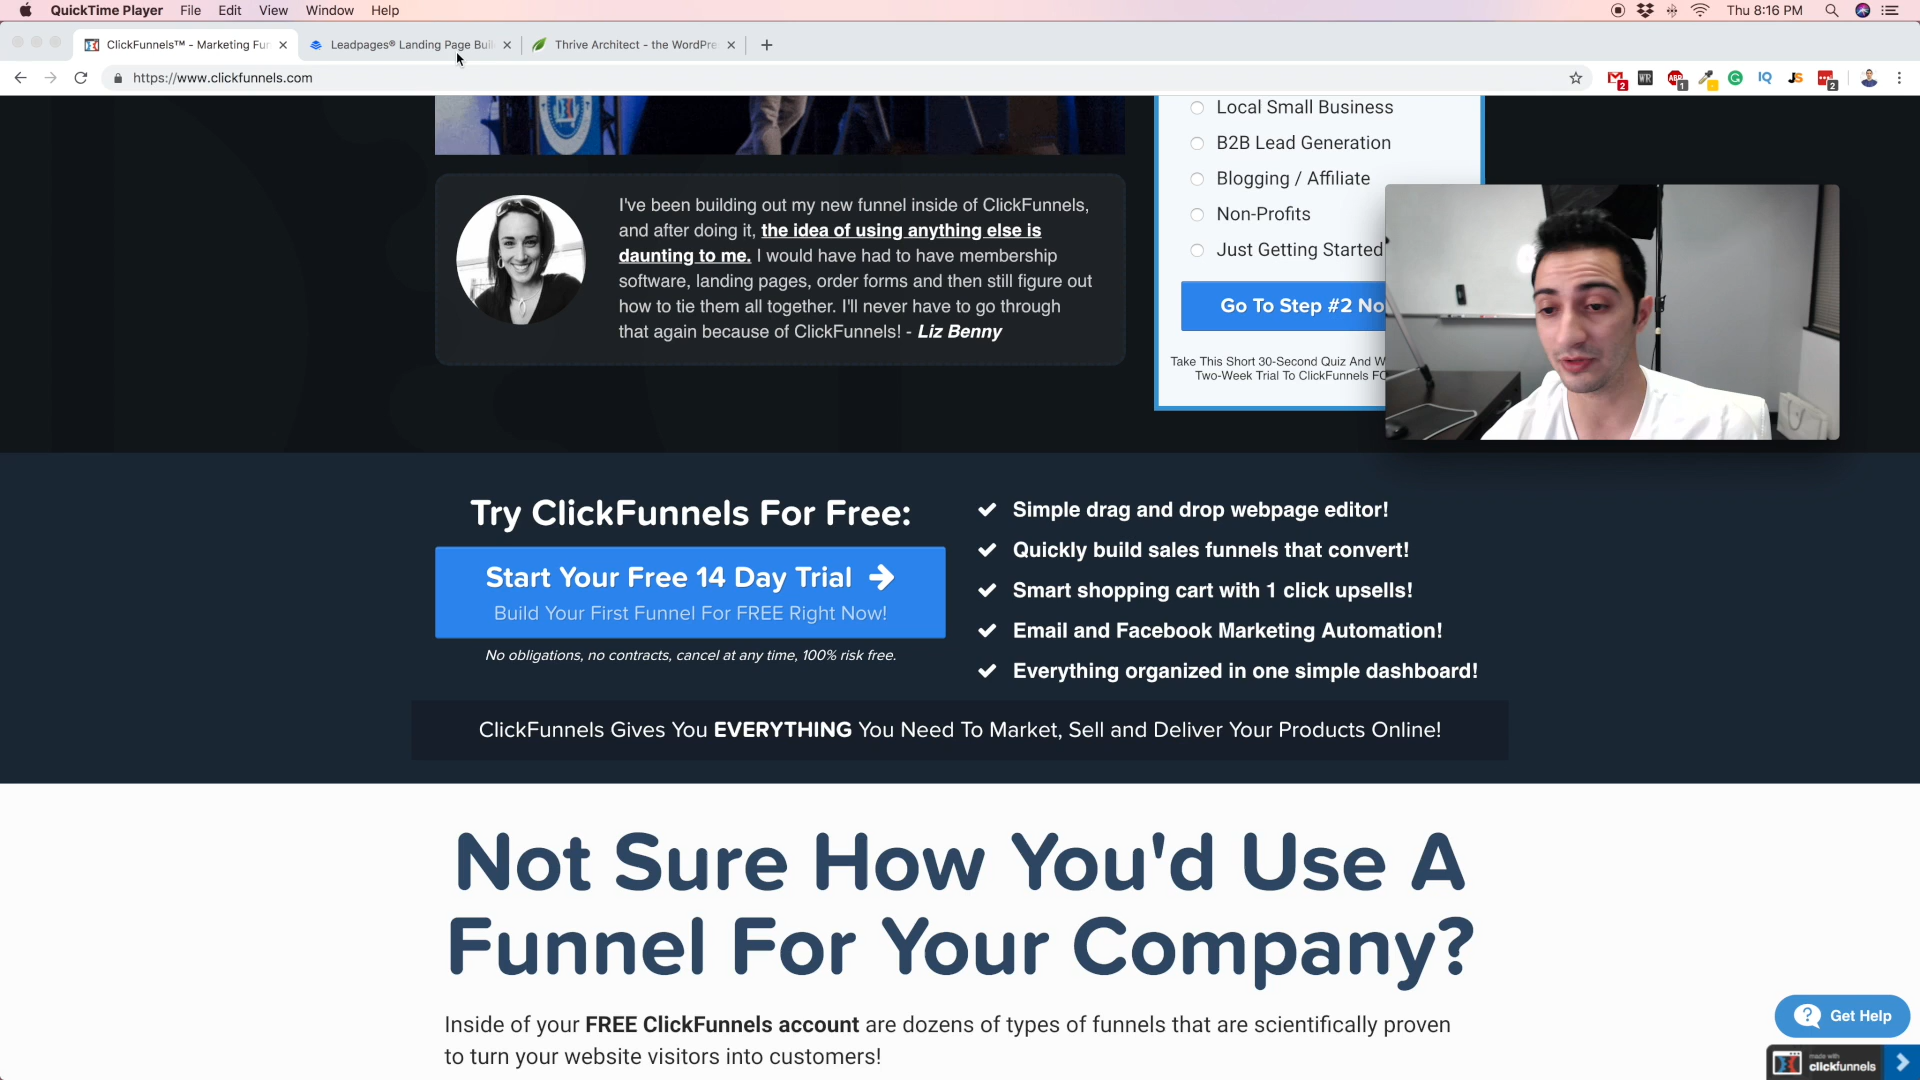 QuickTime Player File Edit View Window Help Thu 8:16 PM
ClickFunnels™ - Marketing Fur
Leadpages® Landing Page Buil
Thrive Architect - the WordPre
https://www.clickfunnels.com
Local Small Business
B2B Lead Generation
Blogging / Affiliate
Non-Profits
Just Getting Started
Go To Step #2 No
Take This Short 30-Second Quiz And W
Two-Week Trial To ClickFunnels FO
I've been building out my new funnel inside of ClickFunnels,
and after doing it, the idea of using anything else is
daunting to me. I would have had to have membership
software, landing pages, order forms and then still figure out
how to tie them all together. I'll never have to go through
that again because of ClickFunnels! - Liz Benny
Try ClickFunnels For Free:
Start Your Free 14 Day Trial
Build Your First Funnel For FREE Right Now!
No obligations, no contracts, cancel at any time, 100% risk free.
Simple drag and drop webpage editor!
Quickly build sales funnels that convert!
Smart shopping cart with 1 click upsells!
Email and Facebook Marketing Automation!
Everything organized in one simple dashboard!
ClickFunnels Gives You EVERYTHING You Need To Market, Sell and Deliver Your Products Online!
Not Sure How You'd Use A
Funnel For Your Company?
Inside of your FREE ClickFunnels account are dozens of types of funnels that are scientifically proven
to turn your website visitors into customers!
Get Help
made with
clickfunnels